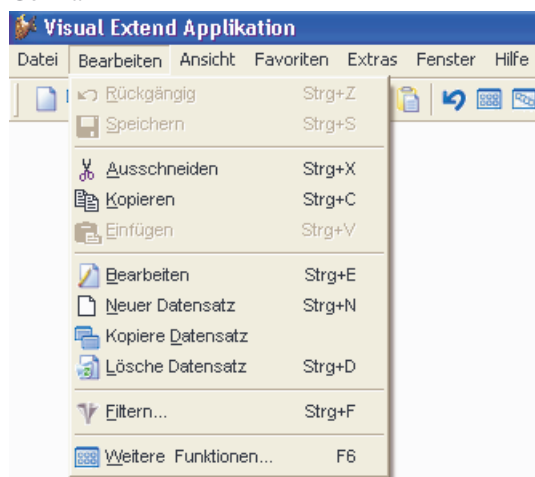 Visual Extend Applikation
Datei Bearbeiten Ansicht Favoriten Extras Fenster Hilfe
Rückgängig Strg+Z
Speichern Strg+S
Ausschneiden Strg+X
Kopieren Strg+C
Einfügen Strg+V
Bearbeiten Strg+E
Neuer Datensatz Strg+N
Kopiere Datensatz
Lösche Datensatz Strg+D
Filtern... Strg+F
Weitere Funktionen... F6